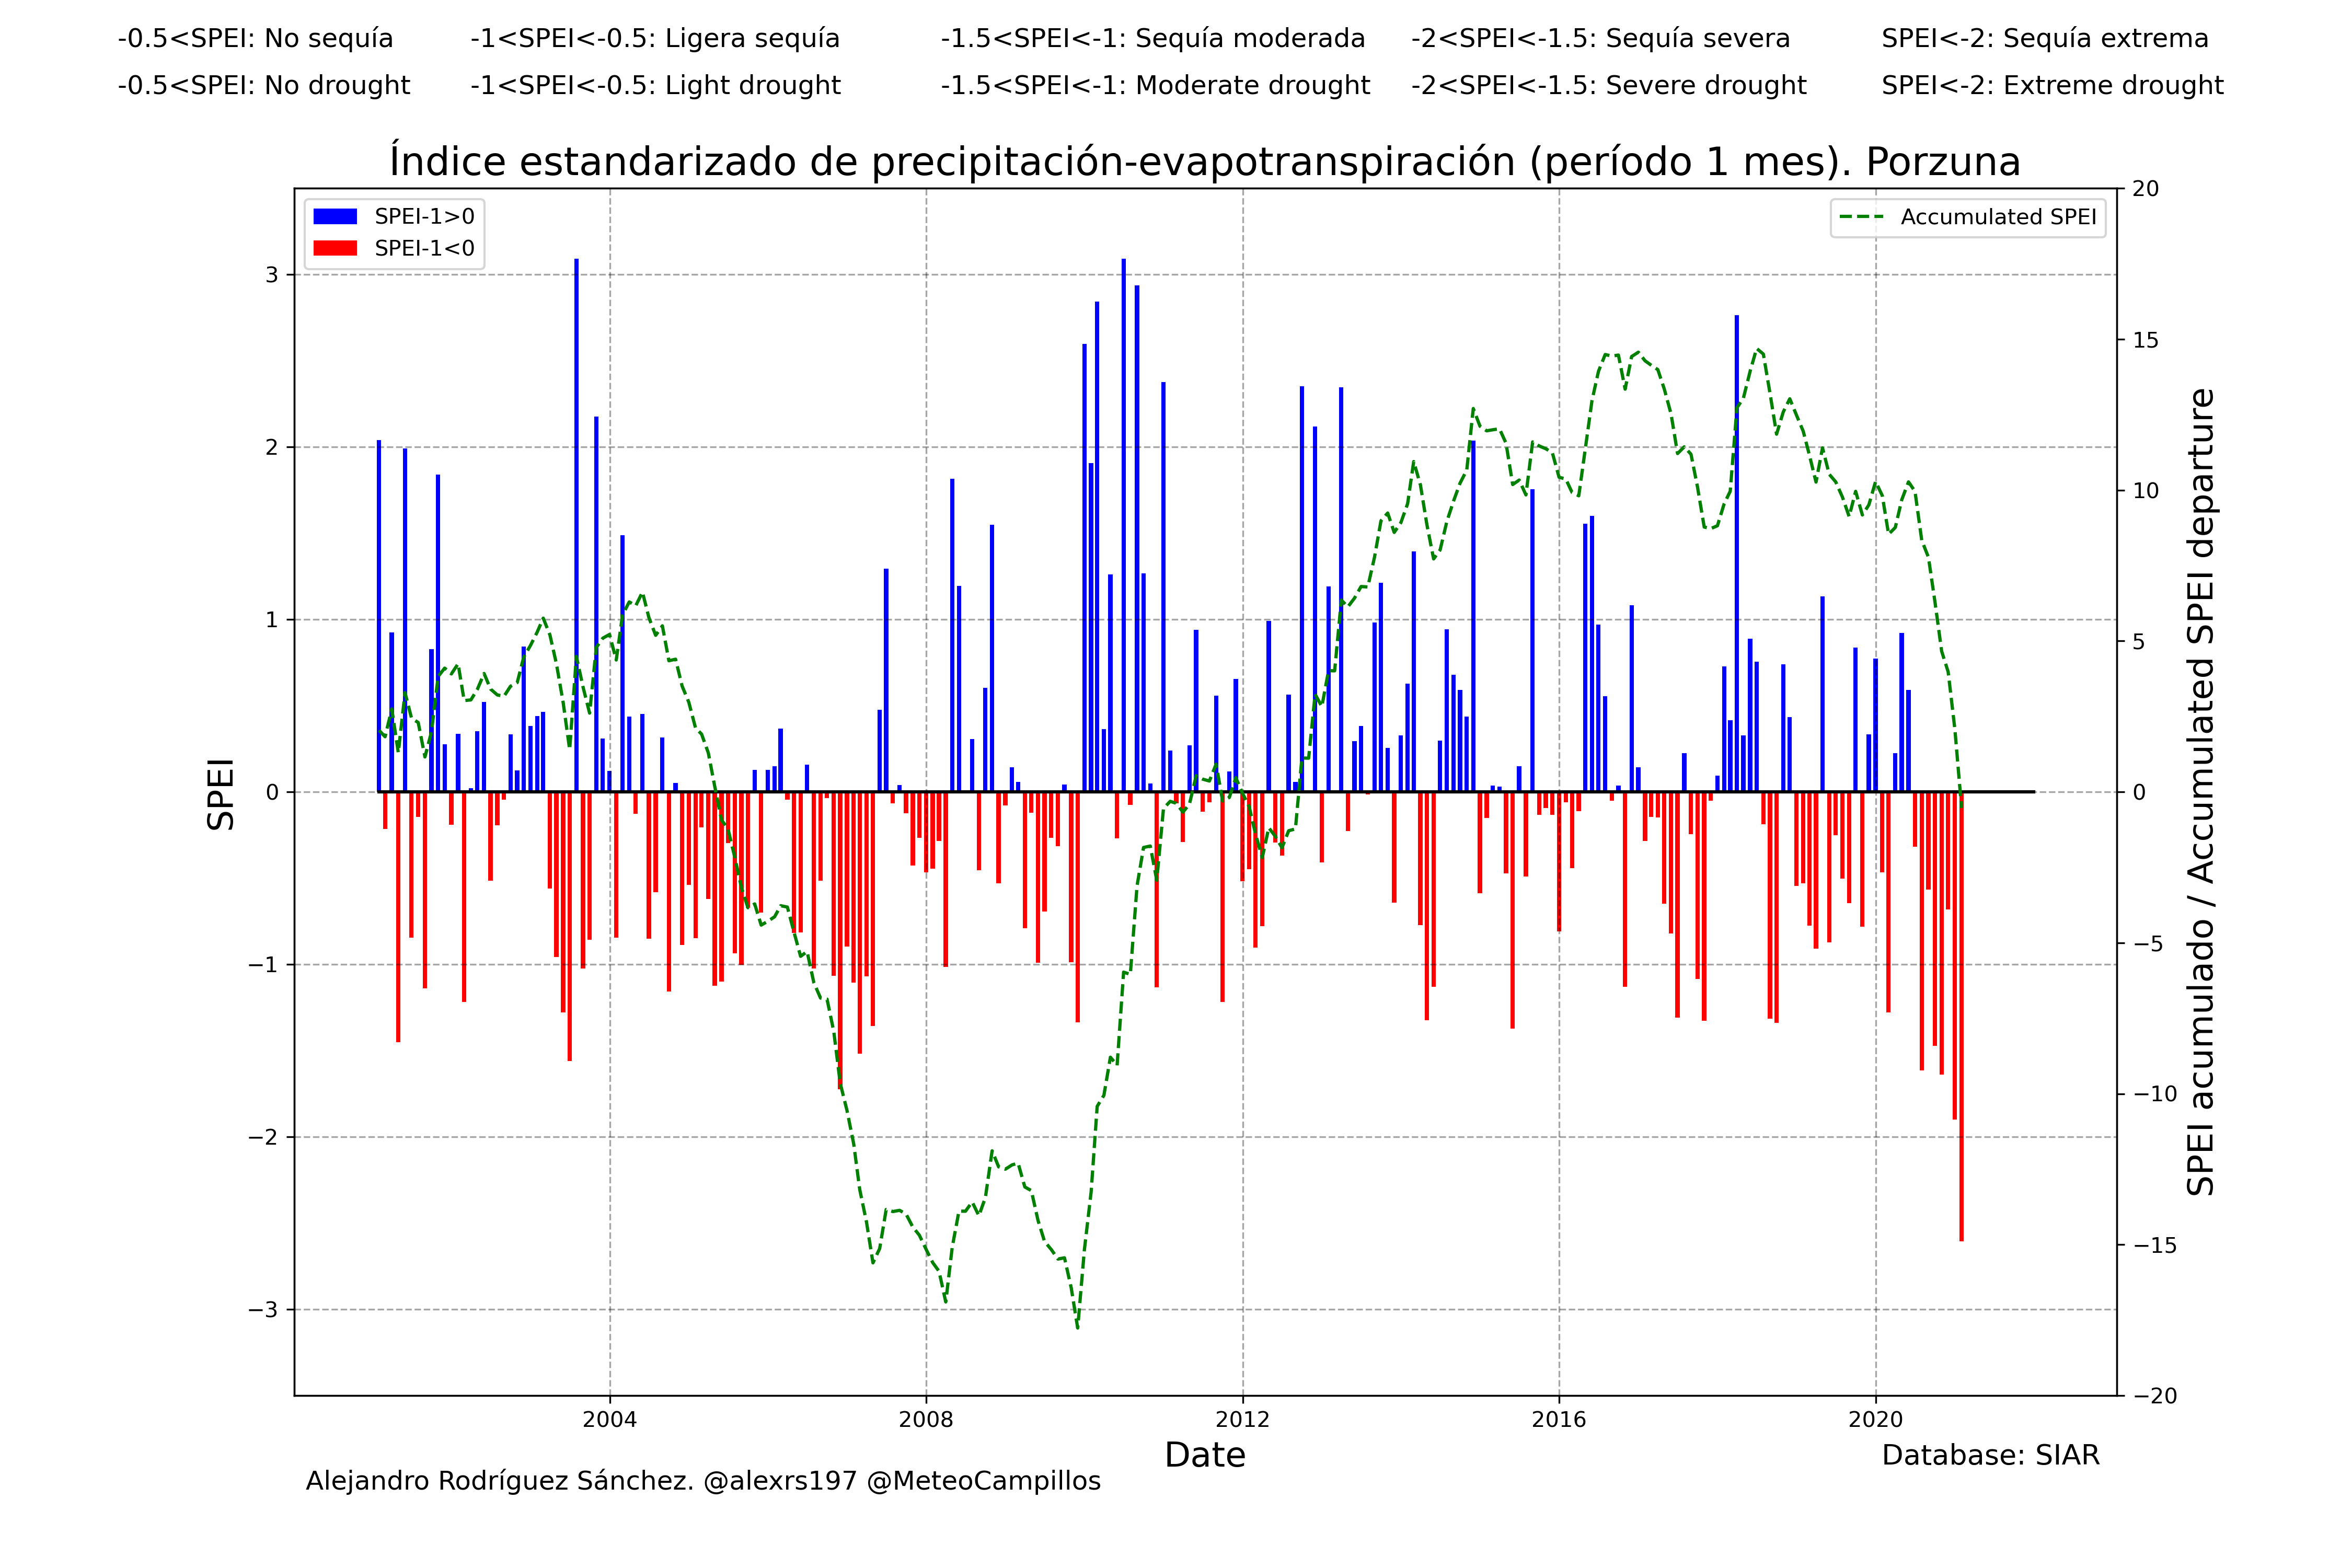 -0.5<SPEI: No sequía -1<SPEI<-0.5: Ligera sequía -1.5<SPEI<-1: Sequía moderada -2<SPEI<-1.5: Sequía severa SPEI<-2: Sequía extrema
-0.5<SPEI: No drought -1<SPEI<-0.5: Light drought -1.5<SPEI<-1: Moderate drought -2<SPEI<-1.5: Severe drought SPEI<-2: Extreme drought
Índice estandarizado de precipitación-evapotranspiración (período 1 mes). Porzuna
SPEI-1>0
SPEI-1<0
Accumulated SPEI
SPEI
3
2
1
0
−1
−2
−3
20
15
10
5
0
−5
−10
−15
−20
SPEI acumulado / Accumulated SPEI departure
2004 2008 2012 2016 2020
Date
Database: SIAR
Alejandro Rodríguez Sánchez. @alexrs197 @MeteoCampillos